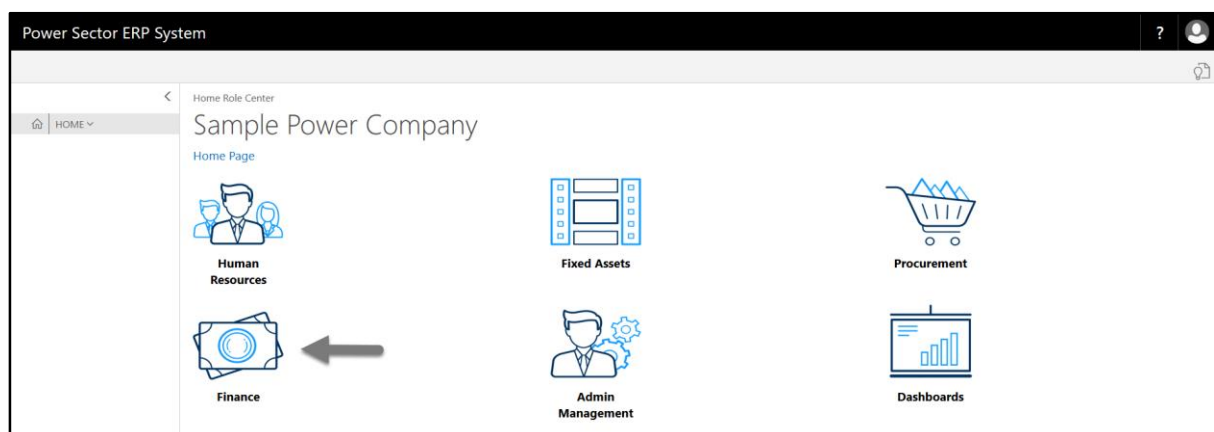 Power Sector ERP System
?
Home Role Center
HOME
Sample Power Company
Home Page
Human
Resources
Fixed Assets
Procurement
Finance
Admin
Management
Dashboards